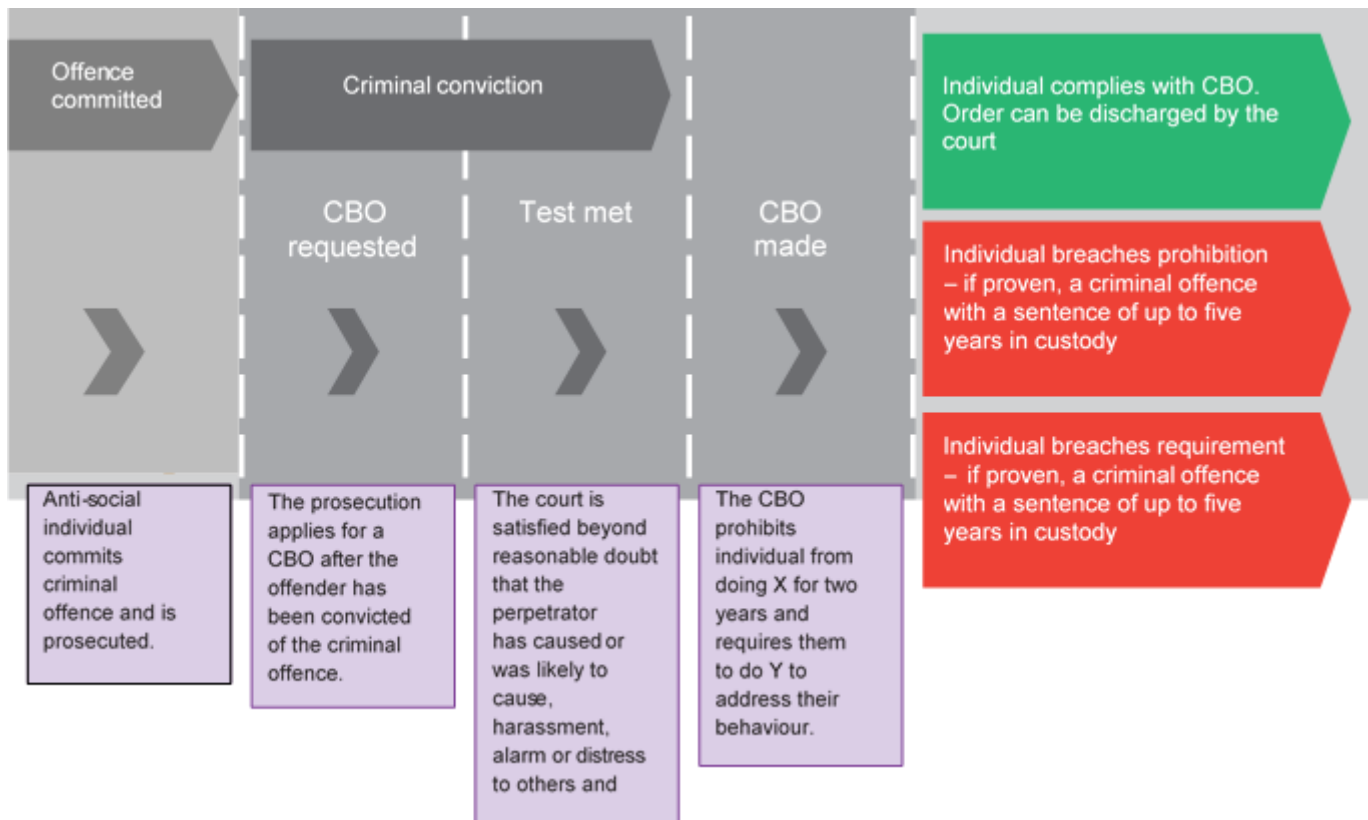 Offence
committed
Criminal conviction
CBO
requested
Test met
CBO
made
Individual complies with CBO.
Order can be discharged by the
court
Individual breaches prohibition
– if proven, a criminal offence
with a sentence of up to five
years in custody
Individual breaches requirement
– if proven, a criminal offence
with a sentence of up to five
years in custody
Anti-social
individual
commits
criminal
offence and is
prosecuted.
The prosecution
applies for a
CBO after the
offender has
been convicted
of the criminal
offence.
The court is
satisfied beyond
reasonable doubt
that the
perpetrator
has caused or
was likely to
cause,
harassment,
alarm or distress
to others and
The CBO
prohibits
individual from
doing X for two
years and
requires them
to do Y to
address their
behaviour.